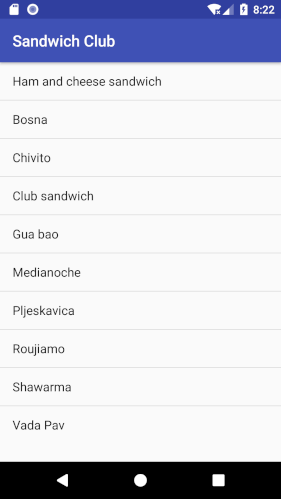 8:22
Sandwich Club
Ham and cheese sandwich
Bosna
Chivito
Club sandwich
Gua bao
Medianoche
Pljeskavica
Roujiamo
Shawarma
Vada Pav